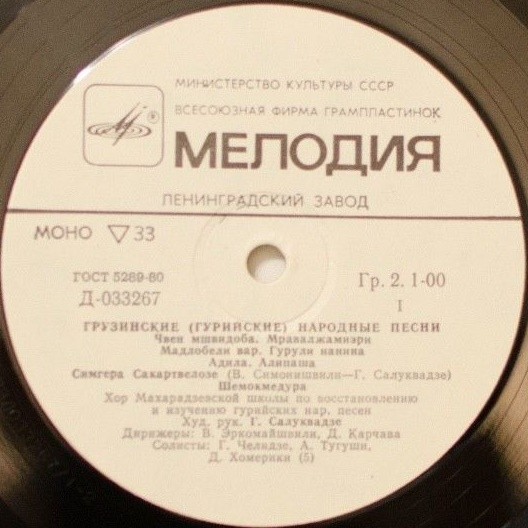 МИНИСТЕРСТВО КУЛЬТУРЫ СССР
ВСЕСОЮЗНАЯ ФИРМА ГРАМПЛАСТИНОК
® МЕЛОДИЯ
ЛЕНИНГРАДСКИЙ ЗАВОД
МОНО ▽ 33
ГОСТ 5289-80
Гр. 2. 1-00
Д-033267
I
ГРУЗИНСКИЕ (ГУРИЙСКИЕ) НАРОДНЫЕ ПЕСНИ
Чвен мшвидоба. Мравалжамиэри
Мадлобели вар. Гурули нанина
Адила. Алипаша
Симгера Сакартвелозе (В. Симонишвили—Г. Салуквадзе)
Шемокмедура
Хор Махарадзевской школы по восстановлению
и изучению гурийских нар. песен
Худ. рук. Г. Салуквадзе
Дирижеры: В. Эркомайшвили, Д. Карчава
Солисты: Г. Челидзе, А. Тугуши,
Д. Хомерики (5)